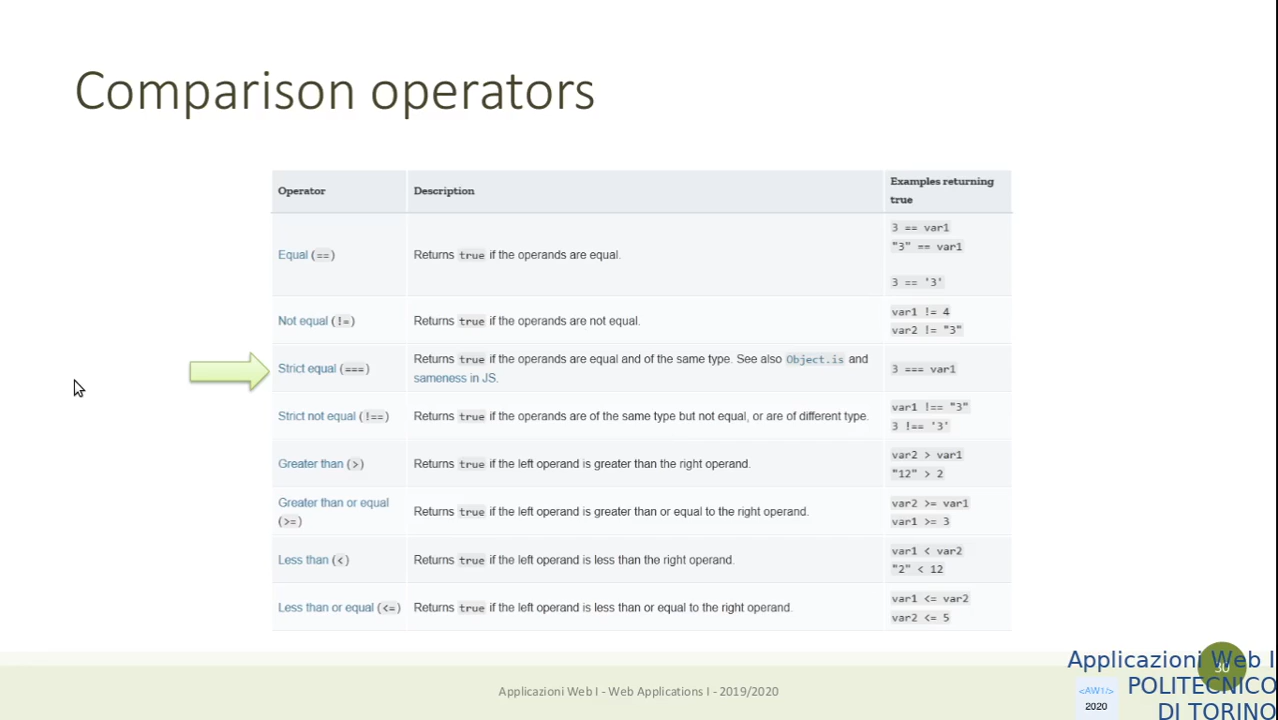 Comparison operators
Operator Description Examples returning
true
Equal (==) Returns true if the operands are equal. 3 == var1
"3" == var1
3 == '3'
Not equal (!=) Returns true if the operands are not equal. var1 != 4
var2 != "3"
Strict equal (===) Returns true if the operands are equal and of the same type. See also Object.is and
sameness in JS. 3 === var1
Strict not equal (!==) Returns true if the operands are of the same type but not equal, or are of different type. var1 !== "3"
3 !== '3'
Greater than (>) Returns true if the left operand is greater than the right operand. var2 > var1
"12" > 2
Greater than or equal
(>=) Returns true if the left operand is greater than or equal to the right operand. var2 >= var1
var1 >= 3
Less than (<) Returns true if the left operand is less than the right operand. var1 < var2
"2" < 12
Less than or equal (<=) Returns true if the left operand is less than or equal to the right operand. var1 <= var2
var2 <= 5
Applicazioni Web I - Web Applications I - 2019/2020
30
Applicazioni Web I
POLITECNICO
DI TORINO
<AW1/>
2020